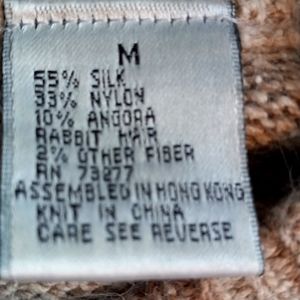 M
55% SILK
33% NYLON
10% ANGORA
RABBIT HAIR
2% OTHER FIBER
RN 73277
ASSEMBLED IN HONG KONG
KNIT IN CHINA
CARE SEE REVERSE